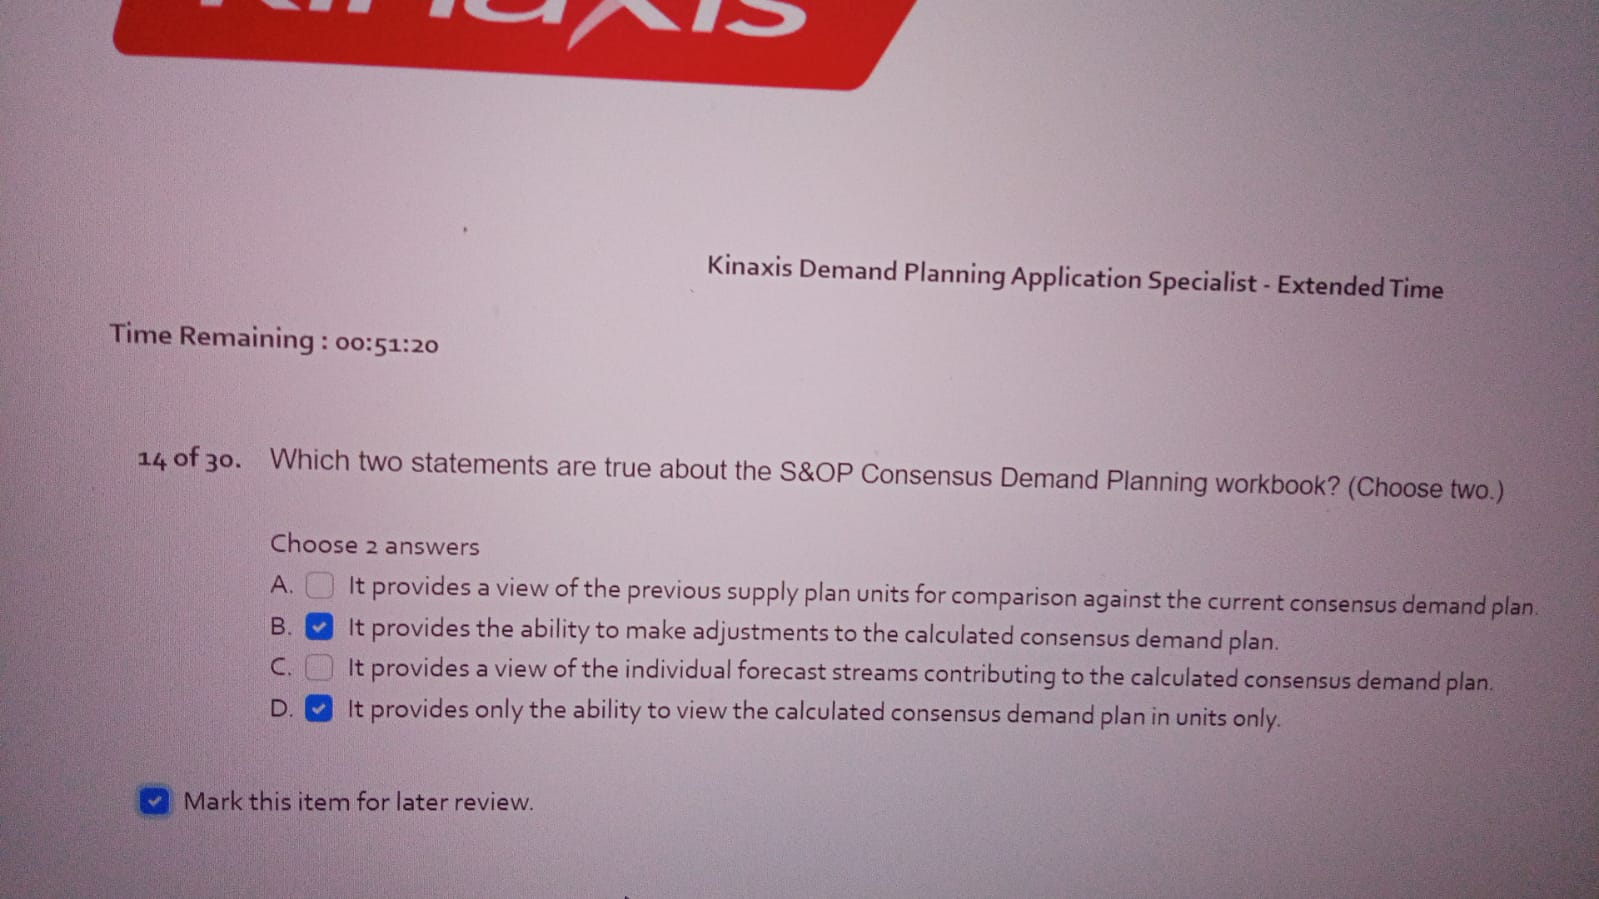 Kinaxis
Kinaxis Demand Planning Application Specialist - Extended Time
Time Remaining : 00:51:20
14 of 30. Which two statements are true about the S&OP Consensus Demand Planning workbook? (Choose two.)
Choose 2 answers
A. It provides a view of the previous supply plan units for comparison against the current consensus demand plan.
B. It provides the ability to make adjustments to the calculated consensus demand plan.
C. It provides a view of the individual forecast streams contributing to the calculated consensus demand plan.
D. It provides only the ability to view the calculated consensus demand plan in units only.
Mark this item for later review.